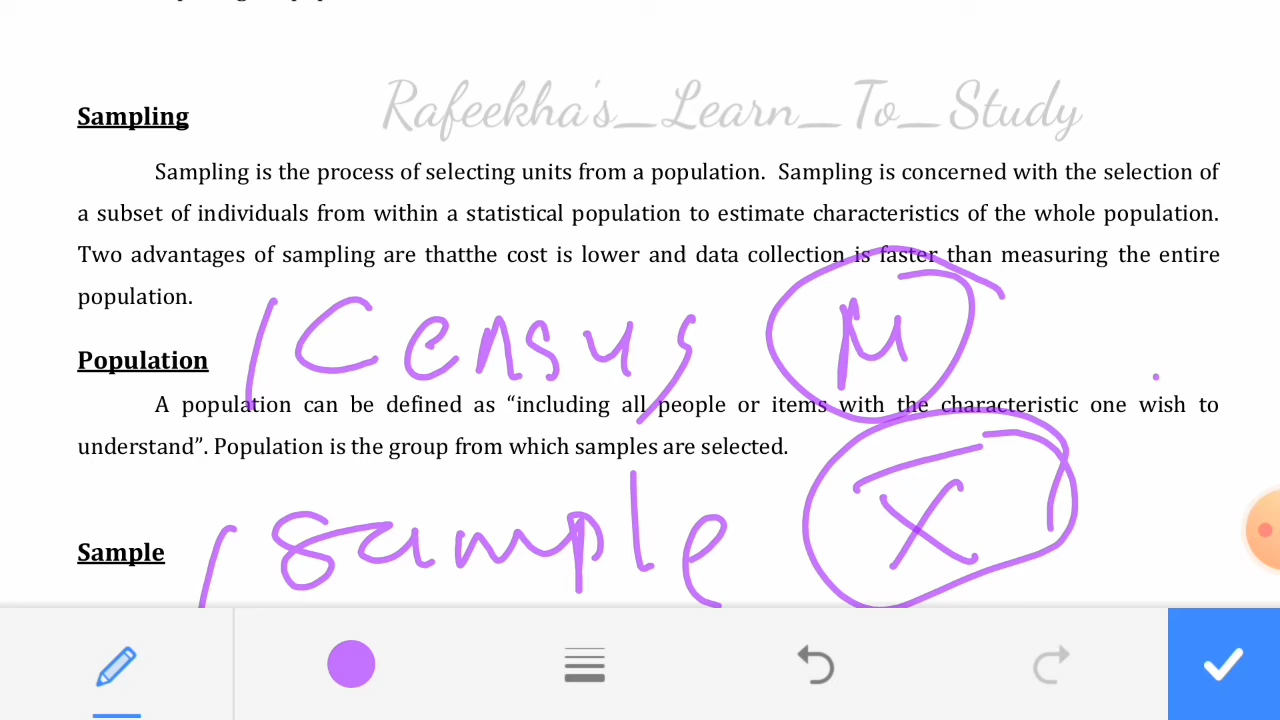 Sampling
Rafeekha's_Learn_To_Study
Sampling is the process of selecting units from a population. Sampling is concerned with the selection of
a subset of individuals from within a statistical population to estimate characteristics of the whole population.
Two advantages of sampling are thatthe cost is lower and data collection is faster than measuring the entire
population.
Census μ
Population
A population can be defined as “including all people or items with the characteristic one wish to
understand”. Population is the group from which samples are selected.
sample X̅
Sample